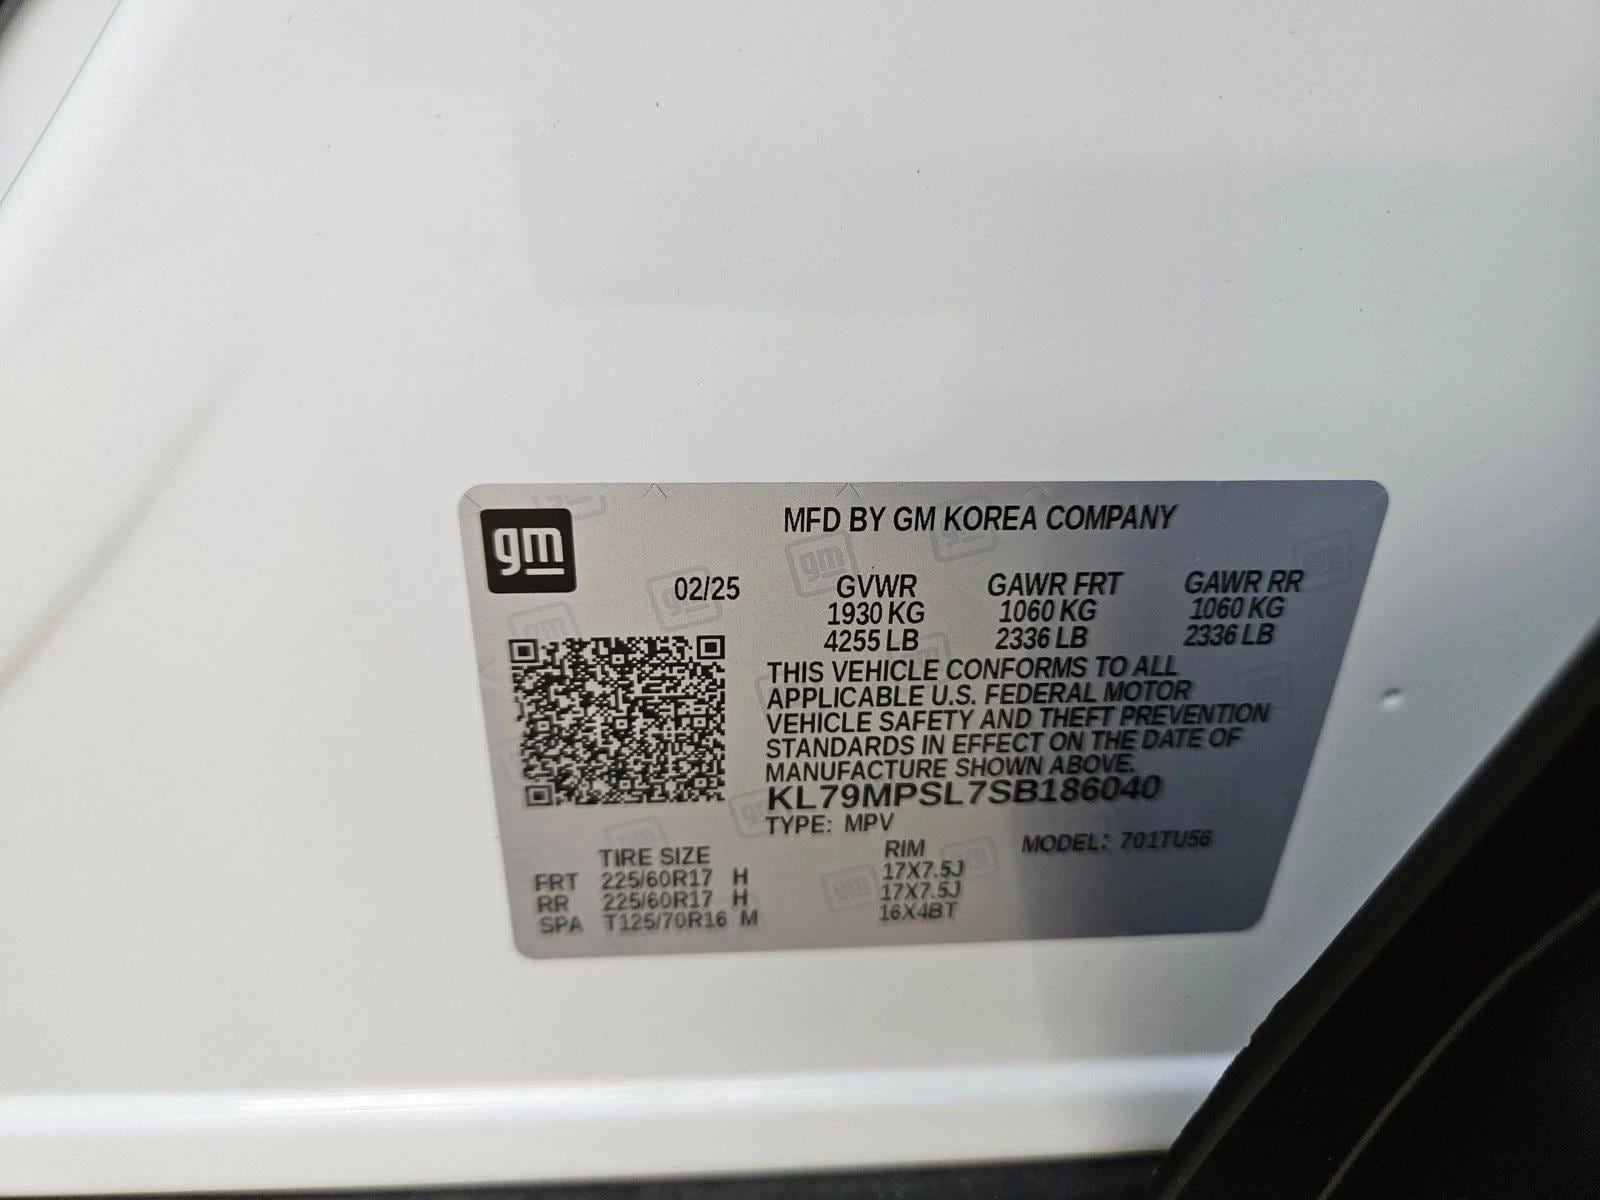 gm
MFD BY GM KOREA COMPANY
02/25
GVWR GAWR FRT GAWR RR
1930 KG 1060 KG 1060 KG
4255 LB 2336 LB 2336 LB
THIS VEHICLE CONFORMS TO ALL
APPLICABLE U.S. FEDERAL MOTOR
VEHICLE SAFETY AND THEFT PREVENTION
STANDARDS IN EFFECT ON THE DATE OF
MANUFACTURE SHOWN ABOVE.
KL79MPSL7SB186040
TYPE: MPV
MODEL: 701TU56
TIRE SIZE RIM
FRT 225/60R17 H 17X7.5J
RR 225/60R17 H 17X7.5J
SPA T125/70R16 M 16X4BT